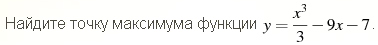 Найдите точку максимума функции y = x³/3 − 9x − 7.